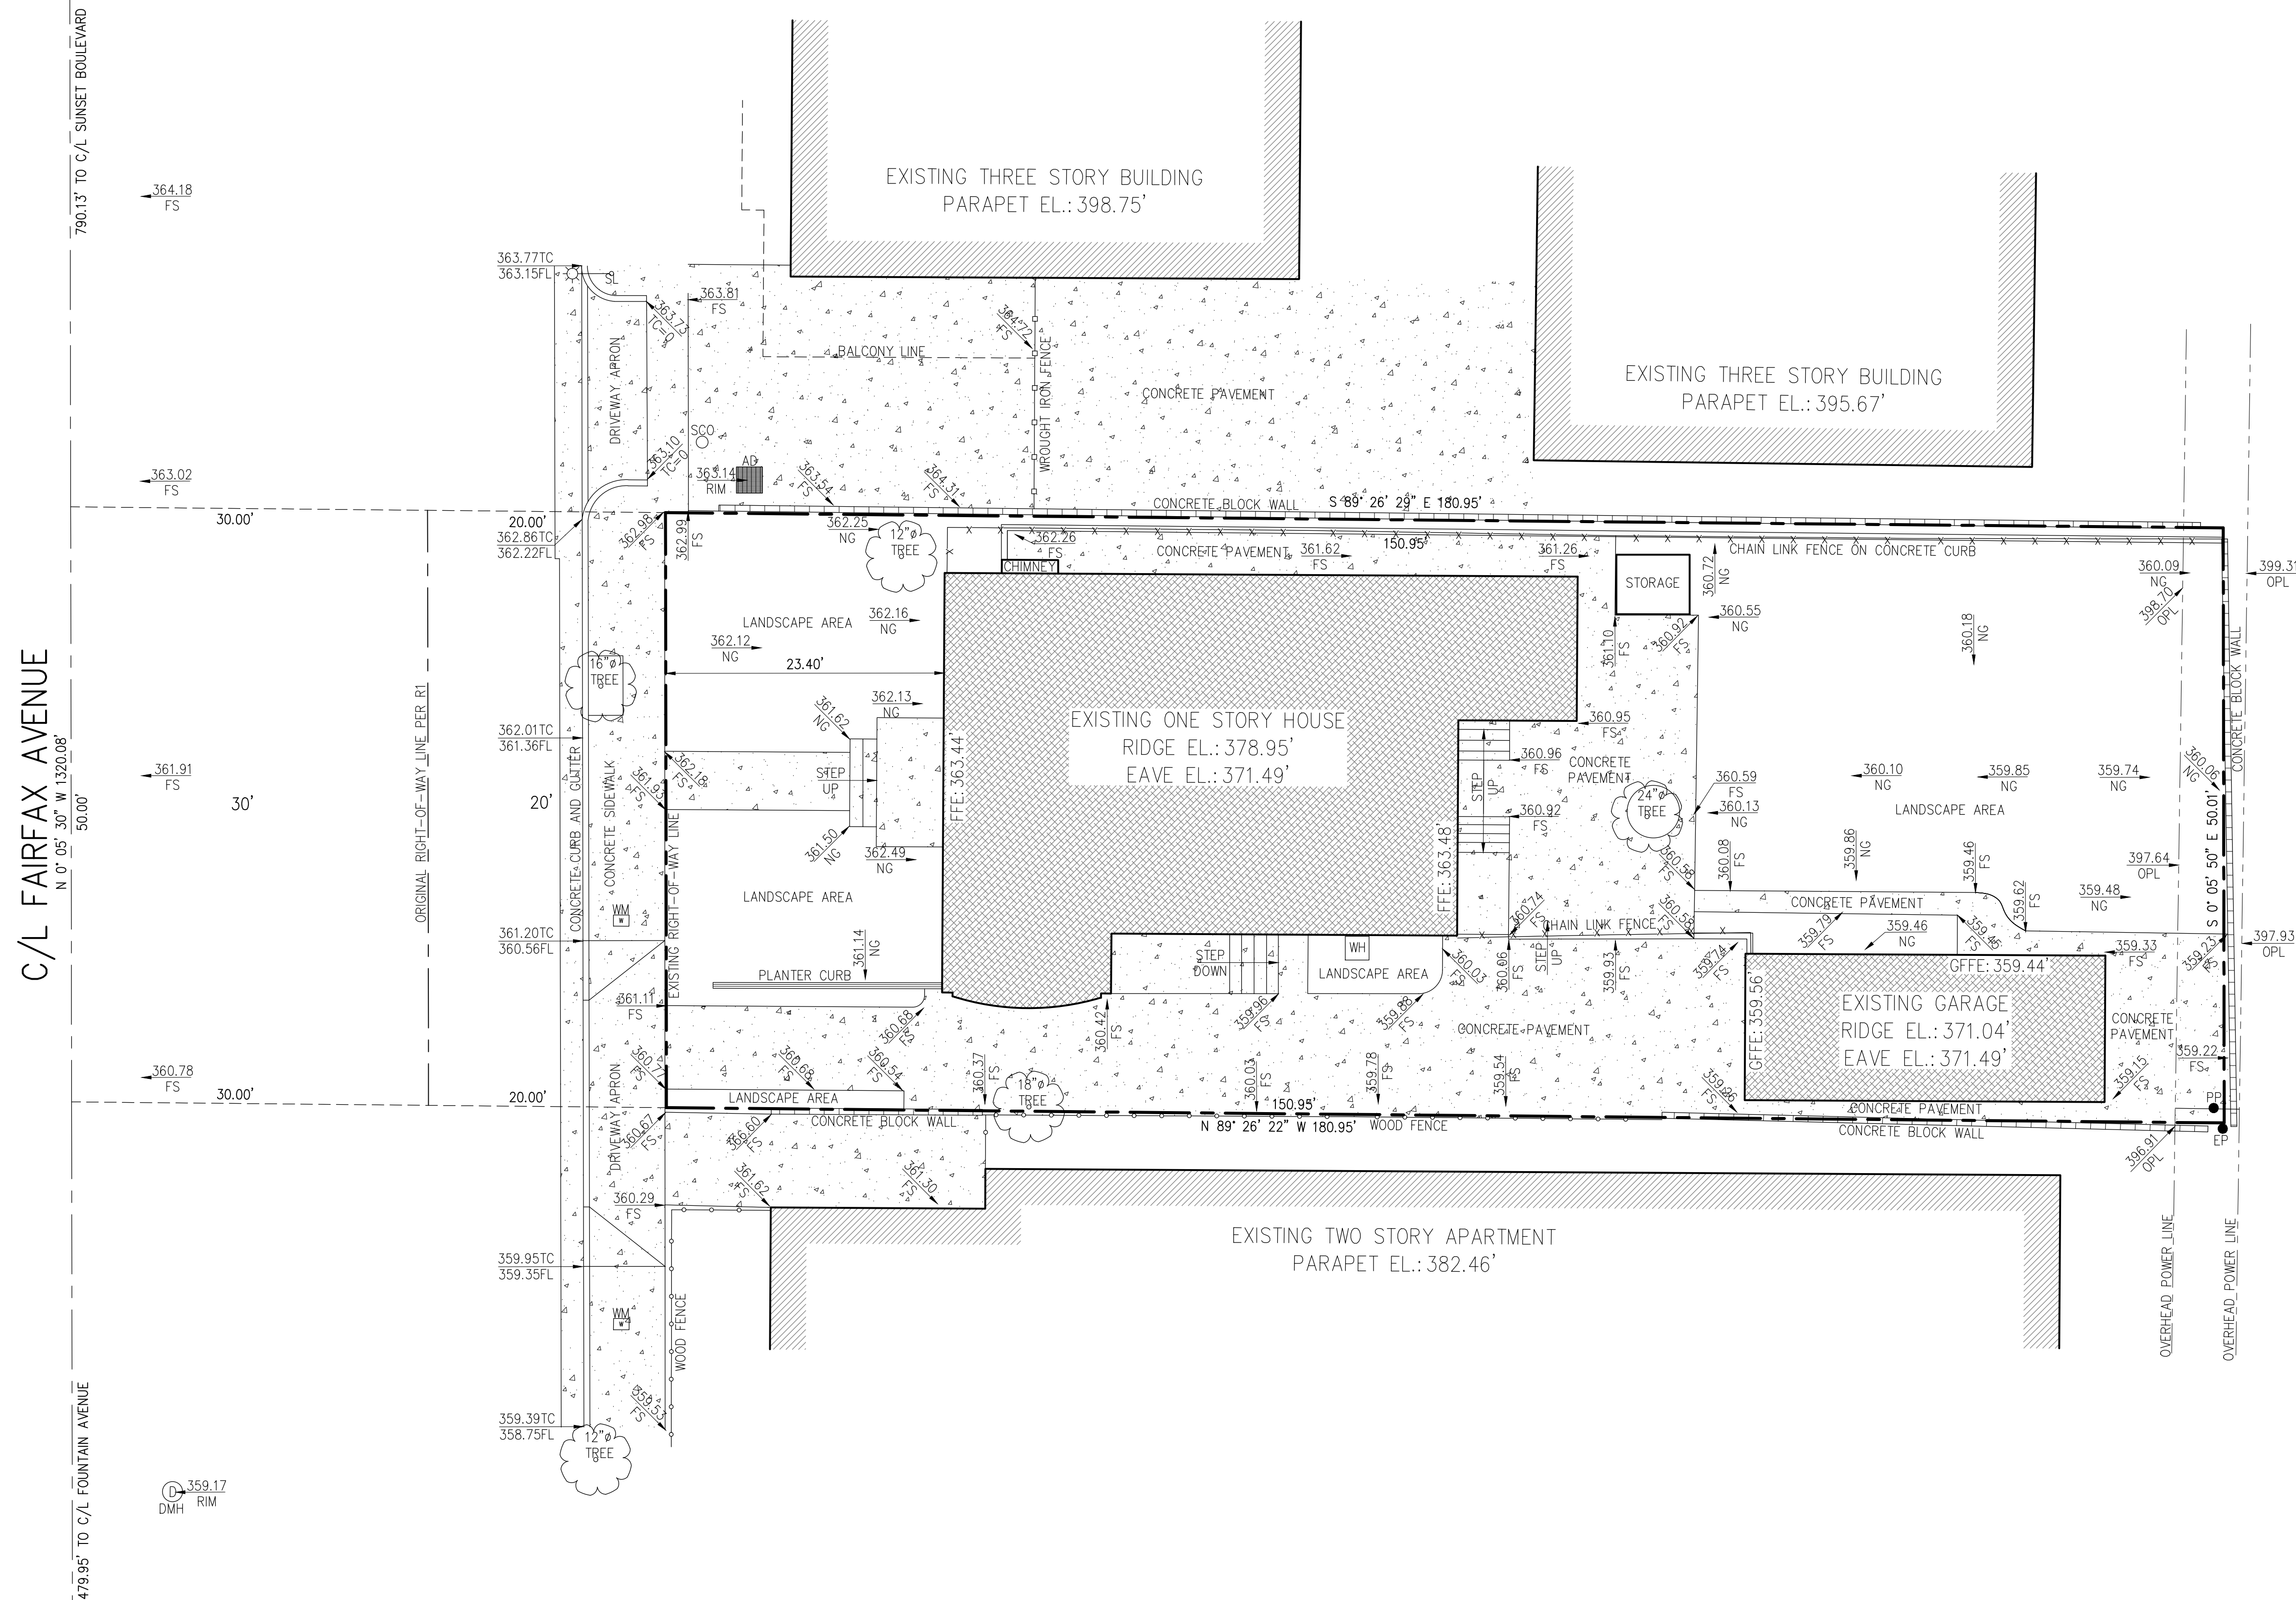 790.13' TO C/L SUNSET BOULEVARD
364.18
FS
EXISTING THREE STORY BUILDING
PARAPET EL.: 398.75'
363.77TC
363.15FL
SL
363.81
FS
363.73
TC=0
364.72
FS
DRIVEWAY APRON
BALCONY LINE
WROUGHT IRON FENCE
CONCRETE PAVEMENT
EXISTING THREE STORY BUILDING
PARAPET EL.: 395.67'
SCO
363.10
TC=0
AD
363.14
RIM
363.54
FS
364.31
FS
363.02
FS
30.00'
20.00'
CONCRETE BLOCK WALL
S 89° 26' 29" E 180.95'
362.86TC
362.22FL
362.98
FS
362.99
FS
362.25
NG
12"ø
TREE
362.26
FS
CONCRETE PAVEMENT
361.62
FS
150.95'
361.26
FS
CHAIN LINK FENCE ON CONCRETE CURB
CHIMNEY
STORAGE
360.72
NG
360.09
NG
399.31
OPL
398.70
OPL
LANDSCAPE AREA
362.16
NG
362.12
NG
23.40'
361.10
FS
360.92
FS
360.55
NG
360.18
NG
CONCRETE BLOCK WALL
16"ø
TREE
C/L FAIRFAX AVENUE
N 0° 05' 30" W 1320.08'
50.00'
ORIGINAL RIGHT-OF-WAY LINE PER R1
362.01TC
361.36FL
361.62
NG
362.13
NG
EXISTING ONE STORY HOUSE
RIDGE EL.: 378.95'
EAVE EL.: 371.49'
FFE: 363.44'
360.95
FS
360.96
FS
STEP
UP
CONCRETE
PAVEMENT
361.91
FS
30'
20'
CONCRETE CURB AND GUTTER
CONCRETE SIDEWALK
362.18
FS
361.93
FS
STEP
UP
361.50
NG
362.49
NG
360.92
FS
24"ø
TREE
360.59
FS
360.13
NG
360.10
NG
359.85
NG
359.74
NG
360.06
NG
LANDSCAPE AREA
S 0° 05' 50" E 50.01'
EXISTING RIGHT-OF-WAY LINE
LANDSCAPE AREA
FFE: 363.48'
360.58
FS
360.08
FS
359.86
NG
359.46
FS
359.62
FS
397.64
OPL
359.48
NG
WM
W
361.20TC
360.56FL
361.14
NG
360.74
FS
CHAIN LINK FENCE
360.58
FS
CONCRETE PAVEMENT
359.79
FS
359.46
NG
359.45
FS
359.33
FS
359.23
FS
397.93
OPL
PLANTER CURB
STEP
DOWN
WH
LANDSCAPE AREA
360.03
FS
360.06
FS
STEP
UP
359.93
FS
359.74
FS
GFFE: 359.44'
GFFE: 359.56'
EXISTING GARAGE
RIDGE EL.: 371.04'
EAVE EL.: 371.49'
CONCRETE
PAVEMENT
361.11
FS
360.68
FS
360.42
FS
359.96
FS
359.88
FS
CONCRETE PAVEMENT
360.78
FS
30.00'
20.00'
DRIVEWAY APRON
360.77
FS
360.68
FS
360.54
FS
360.37
FS
18"ø
TREE
360.03
FS
359.78
FS
359.54
FS
359.26
FS
359.22
FS
359.15
FS
LANDSCAPE AREA
150.95'
CONCRETE PAVEMENT
PP
360.67
FS
366.60
FS
CONCRETE BLOCK WALL
N 89° 26' 22" W 180.95'
WOOD FENCE
CONCRETE BLOCK WALL
EP
396.91
OPL
361.62
FS
361.30
FS
360.29
FS
EXISTING TWO STORY APARTMENT
PARAPET EL.: 382.46'
359.95TC
359.35FL
OVERHEAD POWER LINE
OVERHEAD POWER LINE
WM
W
WOOD FENCE
359.53
FS
359.39TC
358.75FL
12"ø
TREE
D
DMH
359.17
RIM
479.95' TO C/L FOUNTAIN AVENUE